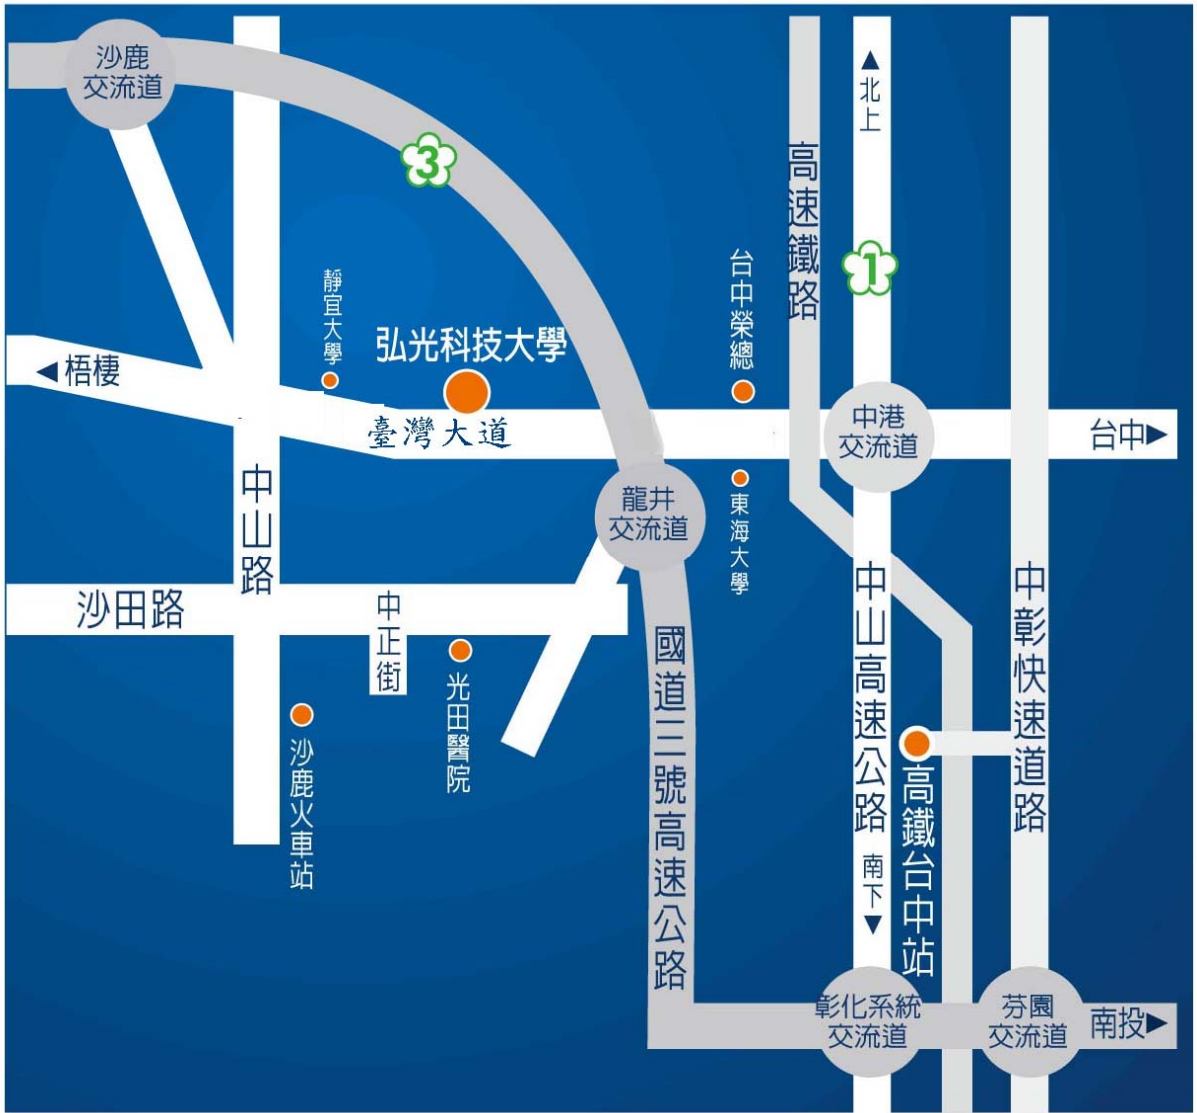 沙鹿
交流道
北上
3
高速鐵路
1
台中榮總
靜宜大學
弘光科技大學
◀梧棲
臺灣大道
中港
交流道
台中▶
中山路
龍井
交流道
東海大學
沙田路
中正街
中山高速公路
中彰快速道路
國道三號高速公路
光田醫院
沙鹿火車站
高鐵台中站
南下
彰化系統
交流道
芬園
交流道
南投▶